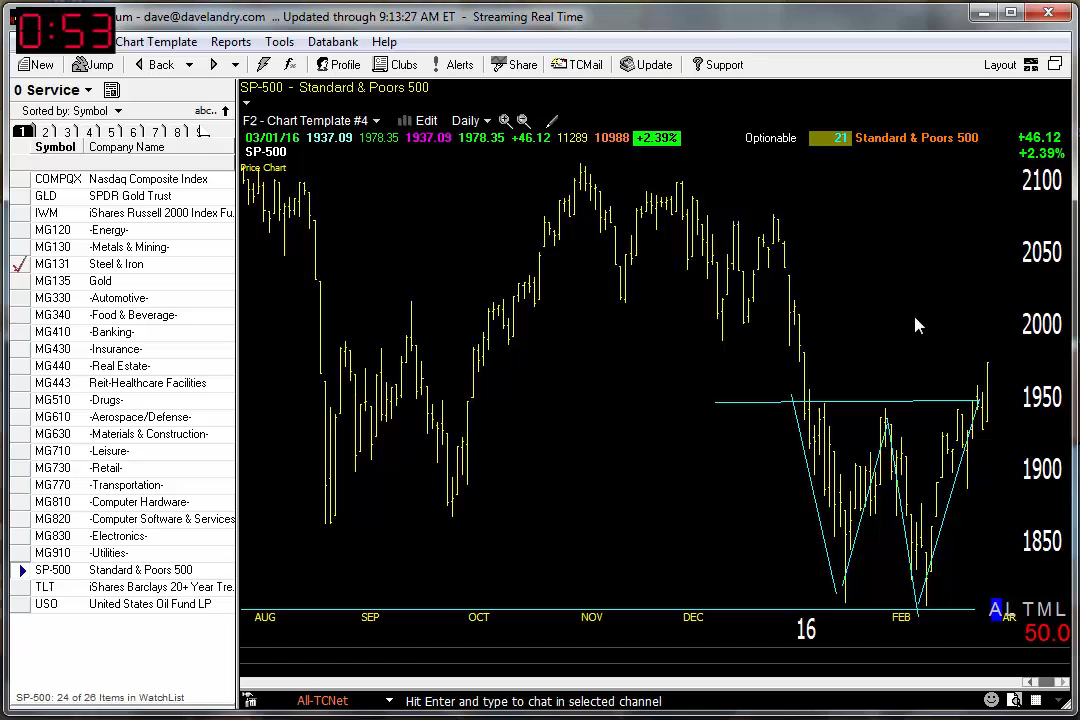 0:53
um - dave@davelandry.com ... Updated through 9:13:27 AM ET - Streaming Real Time
Chart Template Reports Tools Databank Help
New Jump Back Profile Clubs Alerts Share TCMail Update Support Layout
0 Service
Sorted by: Symbol abc..
1 2 3 4 5 6 7 8
Symbol Company Name
COMPQX Nasdaq Composite Index
GLD SPDR Gold Trust
IWM iShares Russell 2000 Index Fu.
MG120 -Energy-
MG130 -Metals & Mining-
MG131 Steel & Iron
MG135 Gold
MG330 -Automotive-
MG340 -Food & Beverage-
MG410 -Banking-
MG430 -Insurance-
MG440 -Real Estate-
MG443 Reit-Healthcare Facilities
MG510 -Drugs-
MG610 -Aerospace/Defense-
MG630 -Materials & Construction-
MG710 -Leisure-
MG730 -Retail-
MG770 -Transportation-
MG810 -Computer Hardware-
MG820 -Computer Software & Services
MG830 -Electronics-
MG910 -Utilities-
SP-500 Standard & Poors 500
TLT iShares Barclays 20+ Year Tre.
USO United States Oil Fund LP
SP-500: 24 of 26 Items in WatchList
SP-500 - Standard & Poors 500
F2 - Chart Template #4 Edit Daily
03/01/16 1937.09 1978.35 1937.09 1978.35 +46.12 11289 10988 +2.39% Optionable 21 Standard & Poors 500 +46.12
+2.39%
SP-500
Price Chart
2100
2050
2000
1950
1900
1850
A L T M L
50.0
AUG SEP OCT NOV DEC 16 FEB AR
All-TCNet Hit Enter and type to chat in selected channel